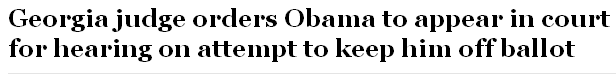 Georgia judge orders Obama to appear in court
for hearing on attempt to keep him off ballot